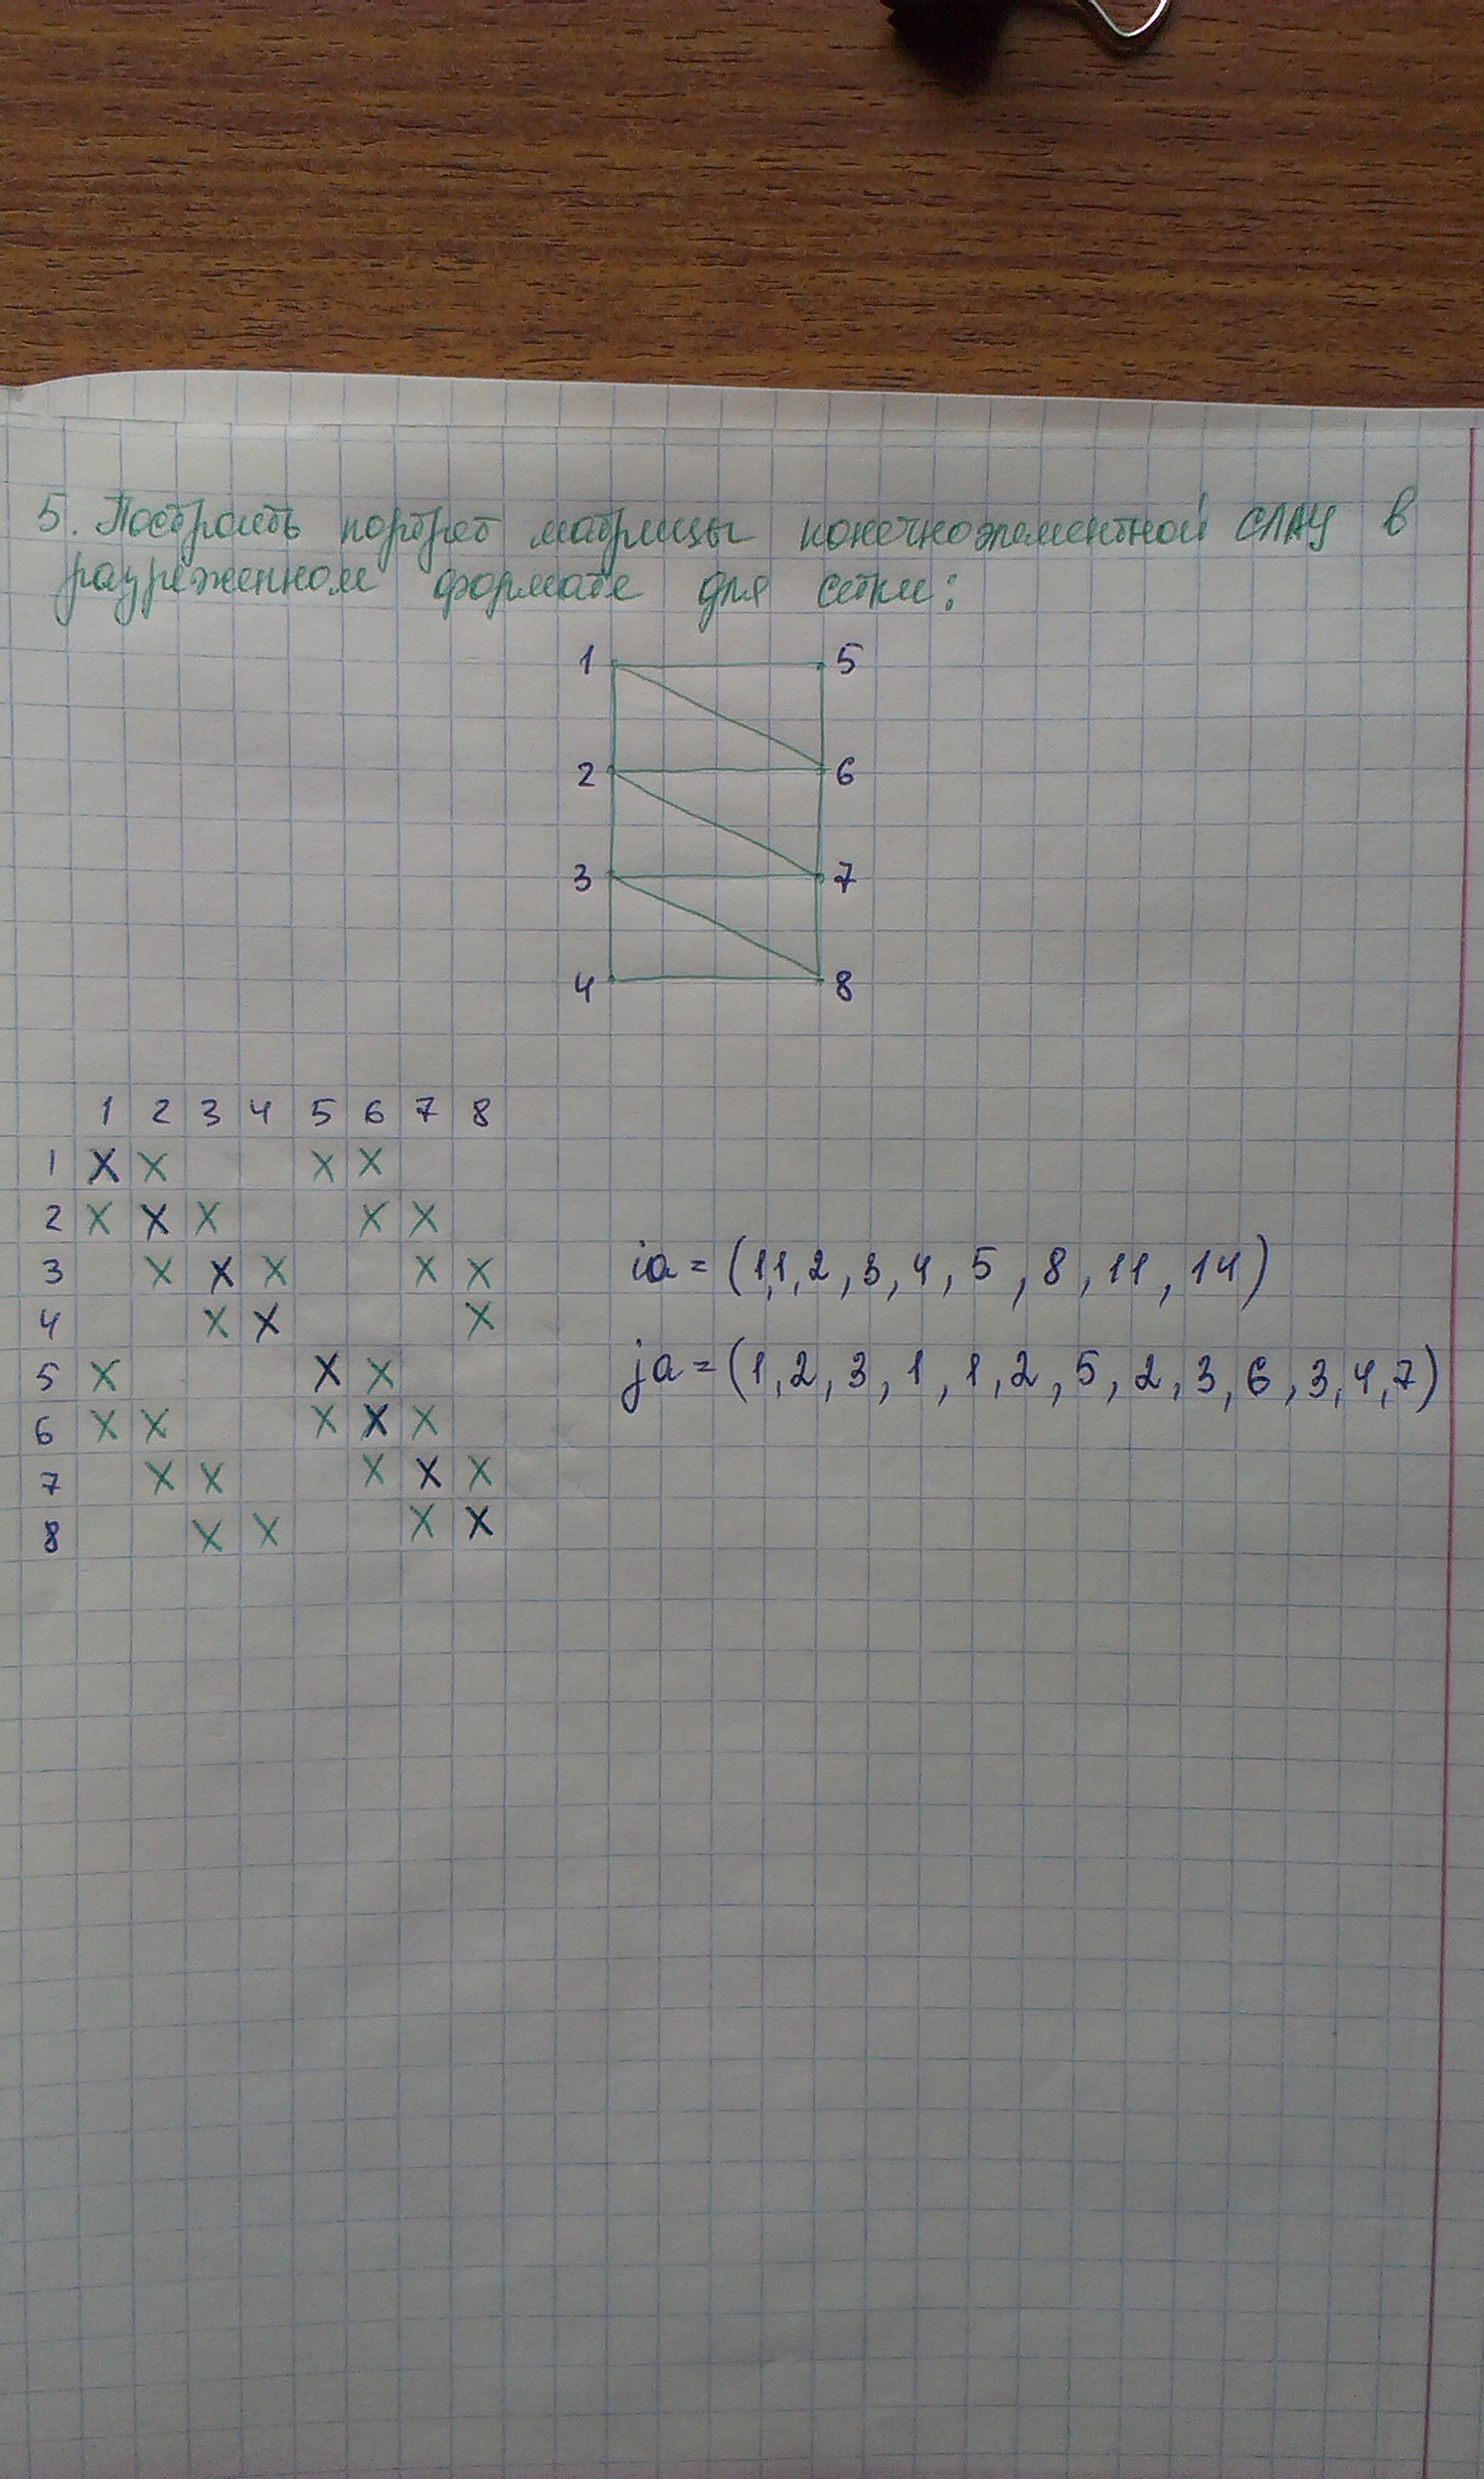 5. Построить портрет матрицы конечноэлементной СЛАУ в
разреженном формате для сетки:
1 5
2 6
3 7
4 8
1 2 3 4 5 6 7 8
1 X X X X
2 X X X X X
3 X X X X X
4 X X X
5 X X X
6 X X X X X
7 X X X X X
8 X X X X
ia = (1,1,2,3,4,5,8,11,14)
ja = (1,2,3,1,1,2,5,2,3,6,3,4,7)